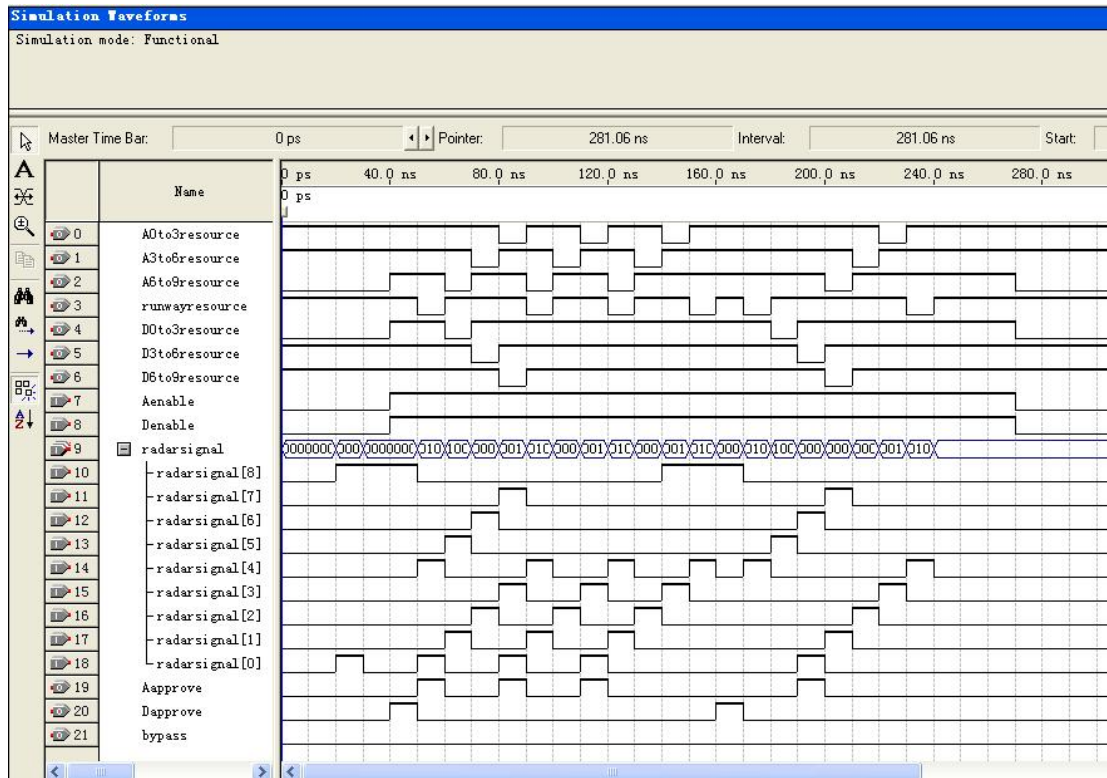 Simulation Waveforms
Simulation mode: Functional
Master Time Bar: 0 ps Pointer: 281.06 ns Interval: 281.06 ns Start:
Name
0 ps 40.0 ns 80.0 ns 120.0 ns 160.0 ns 200.0 ns 240.0 ns 280.0 ns
0 ps
0 A0to3resource
1 A3to6resource
2 A6to9resource
3 runwayresource
4 D0to3resource
5 D3to6resource
6 D6to9resource
7 Aenable
8 Denable
9 radarsignal
10 radarsignal[8]
11 radarsignal[7]
12 radarsignal[6]
13 radarsignal[5]
14 radarsignal[4]
15 radarsignal[3]
16 radarsignal[2]
17 radarsignal[1]
18 radarsignal[0]
19 Aapprove
20 Dapprove
21 bypass